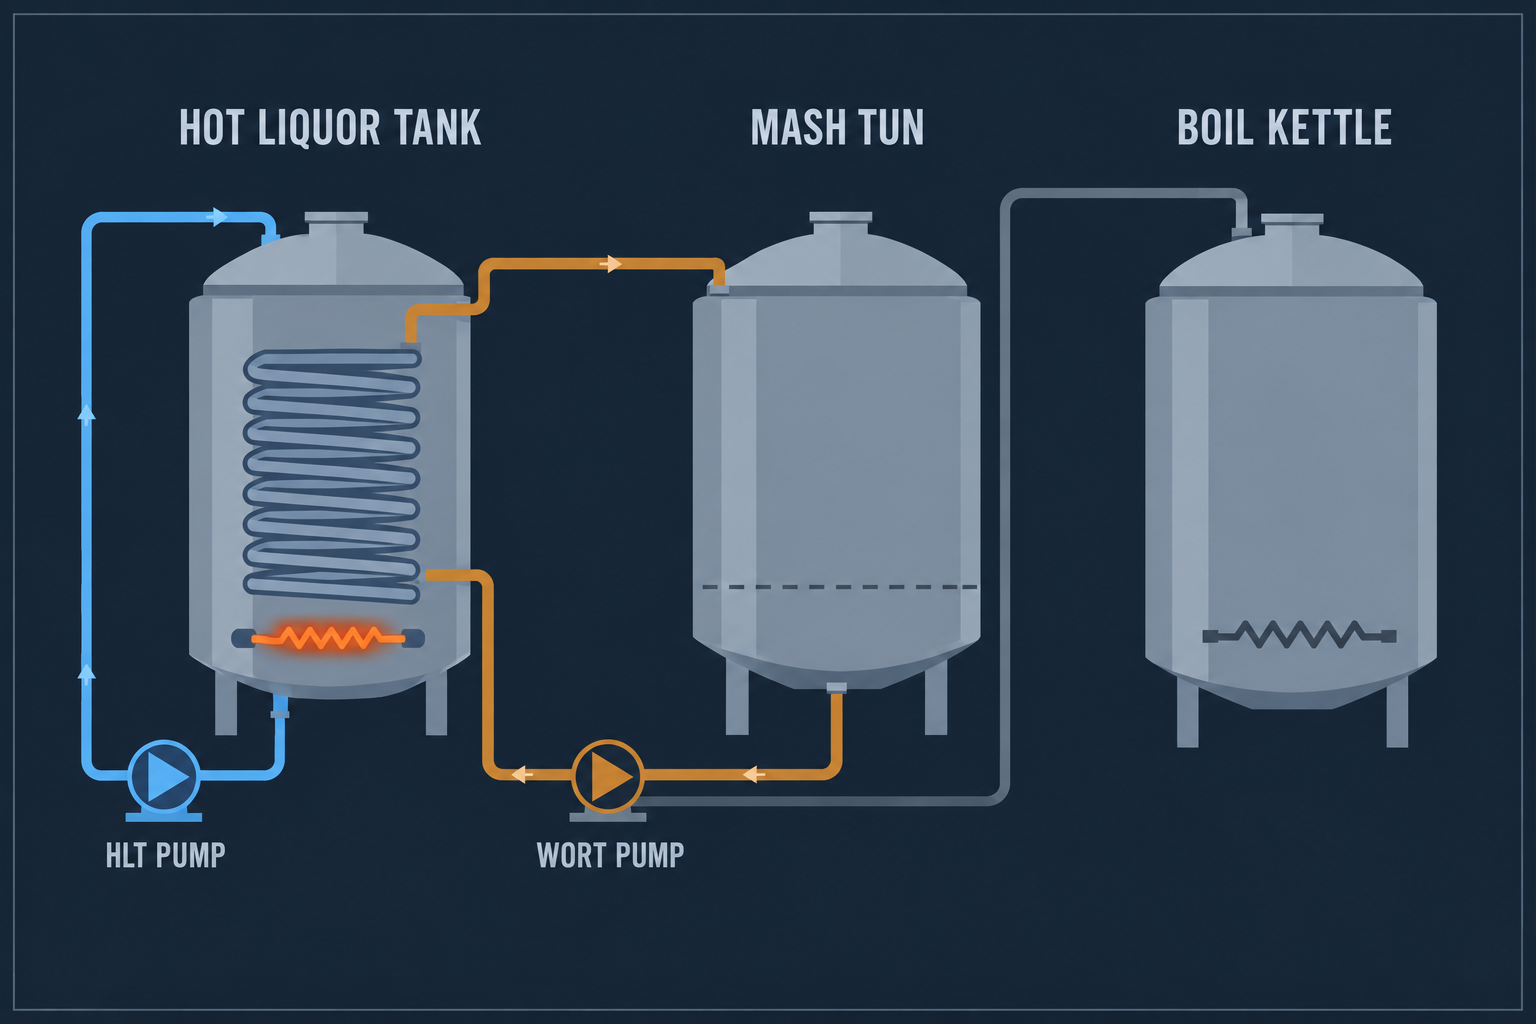 HOT LIQUOR TANK
MASH TUN
BOIL KETTLE
HLT PUMP
WORT PUMP